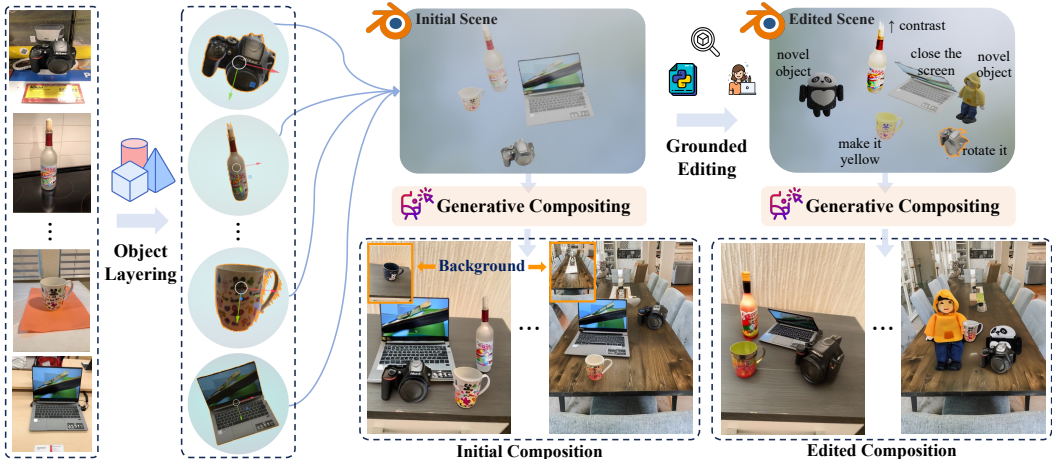 Object
Layering
Initial Scene
Grounded
Editing
Edited Scene
↑ contrast
novel
object
close the
screen
novel
object
make it
yellow
rotate it
Generative Compositing
Generative Compositing
Background
Initial Composition
Edited Composition